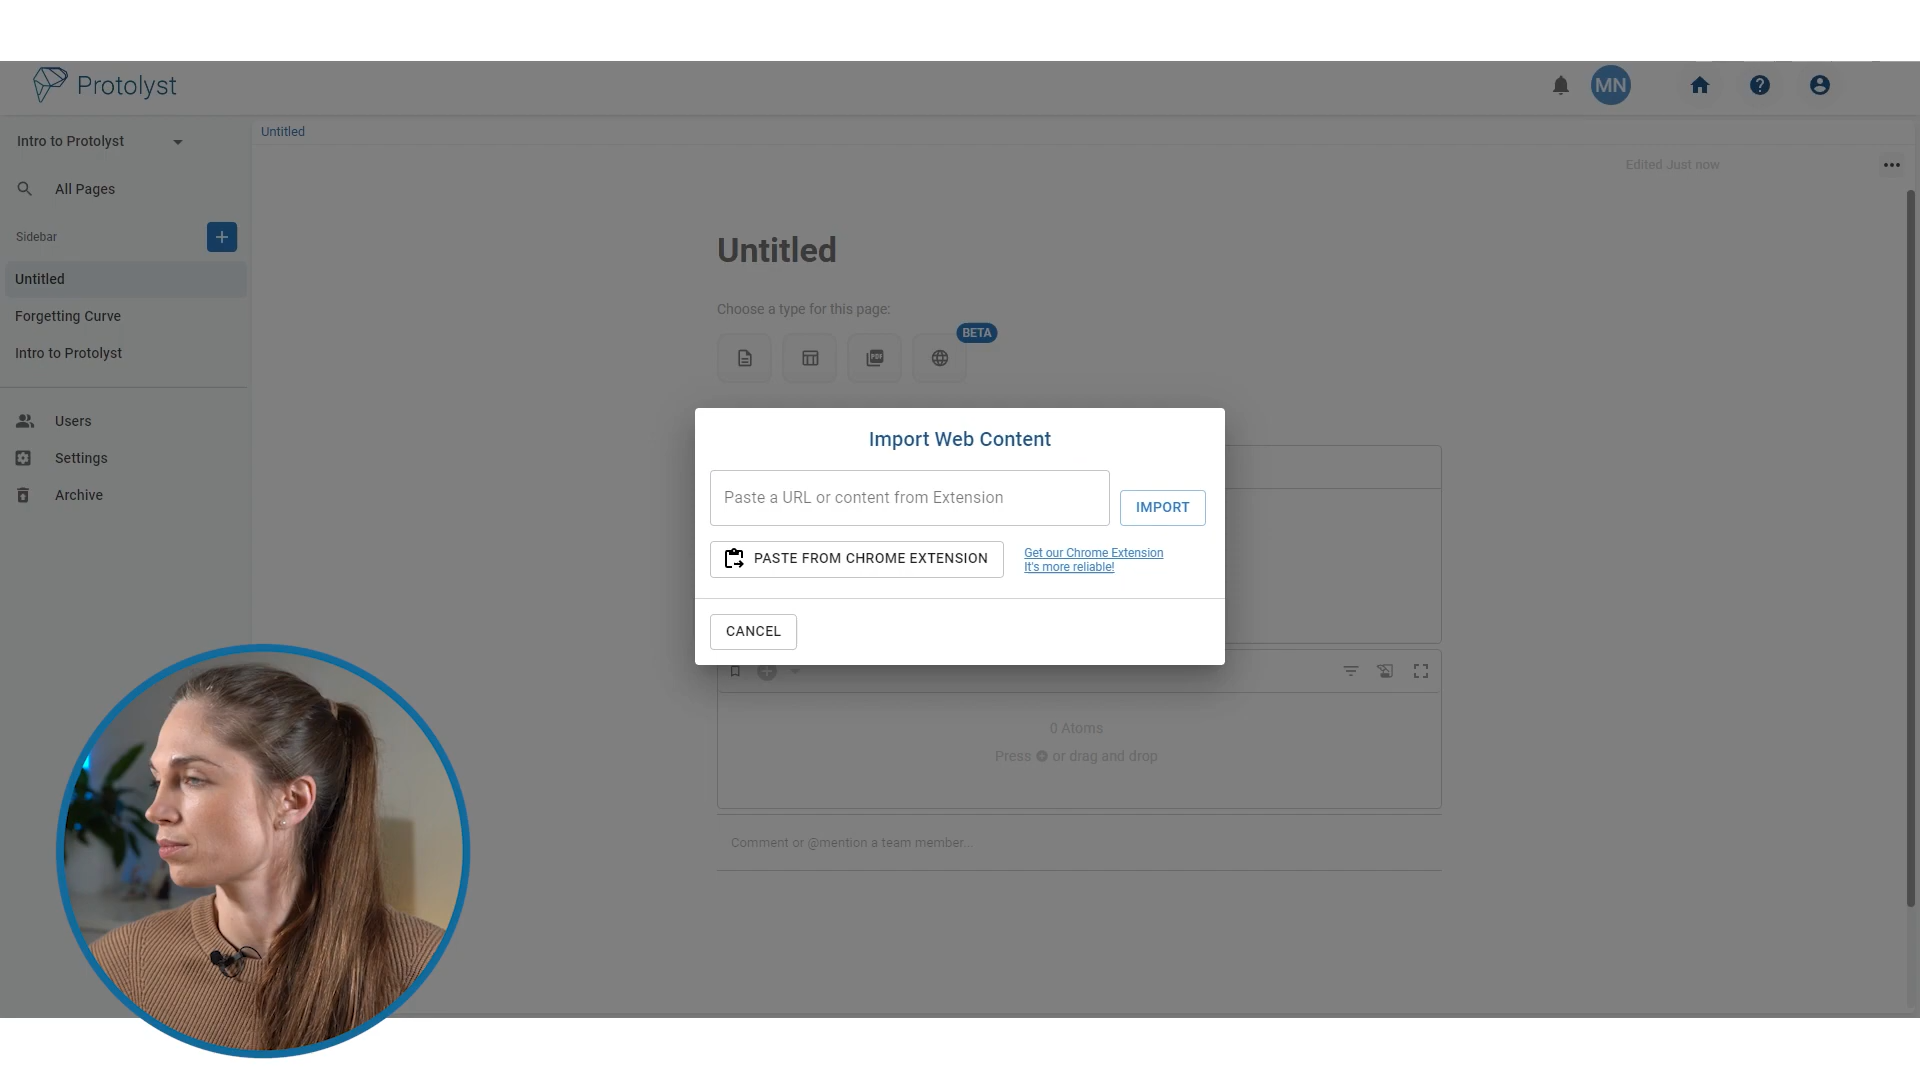 Protolyst
MN
Intro to Protolyst
All Pages
Sidebar
Untitled
Forgetting Curve
Intro to Protolyst
Users
Settings
Archive
Untitled
Edited Just now
Untitled
Choose a type for this page:
BETA
PDF
Import Web Content
Paste a URL or content from Extension
IMPORT
PASTE FROM CHROME EXTENSION
Get our Chrome Extension
It's more reliable!
CANCEL
0 Atoms
Press or drag and drop
Comment or @mention a team member...